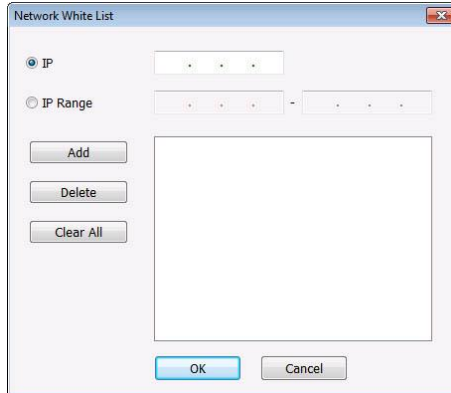 Network White List
IP . . .
IP Range . . . - . . .
Add
Delete
Clear All
OK Cancel